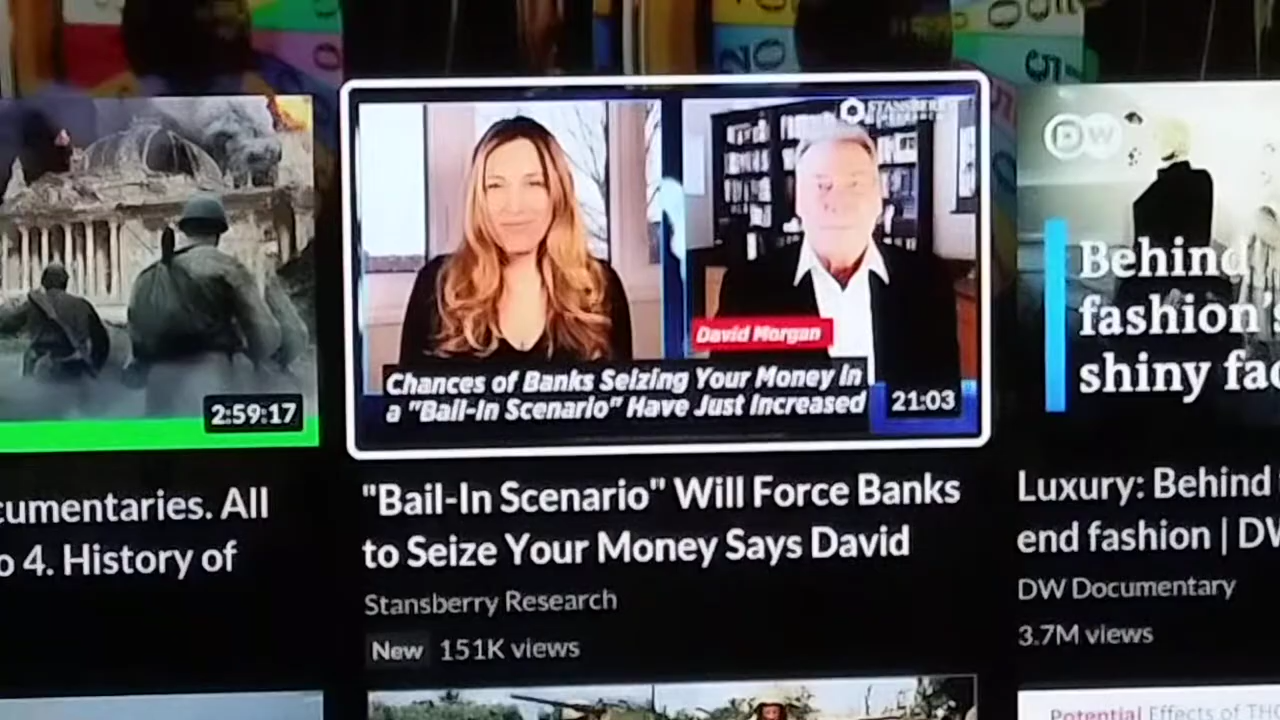 STANSBERRY
RESEARCH
David Morgan
Chances of Banks Seizing Your Money in
a "Bail-In Scenario" Have Just Increased
21:03
"Bail-In Scenario" Will Force Banks
to Seize Your Money Says David
Stansberry Research
New 151K views
2:59:17
cumentaries. All
o 4. History of
DW
Behind
fashion's
shiny fac
Luxury: Behind
end fashion | DW
DW Documentary
3.7M views
Potential Effects of THC